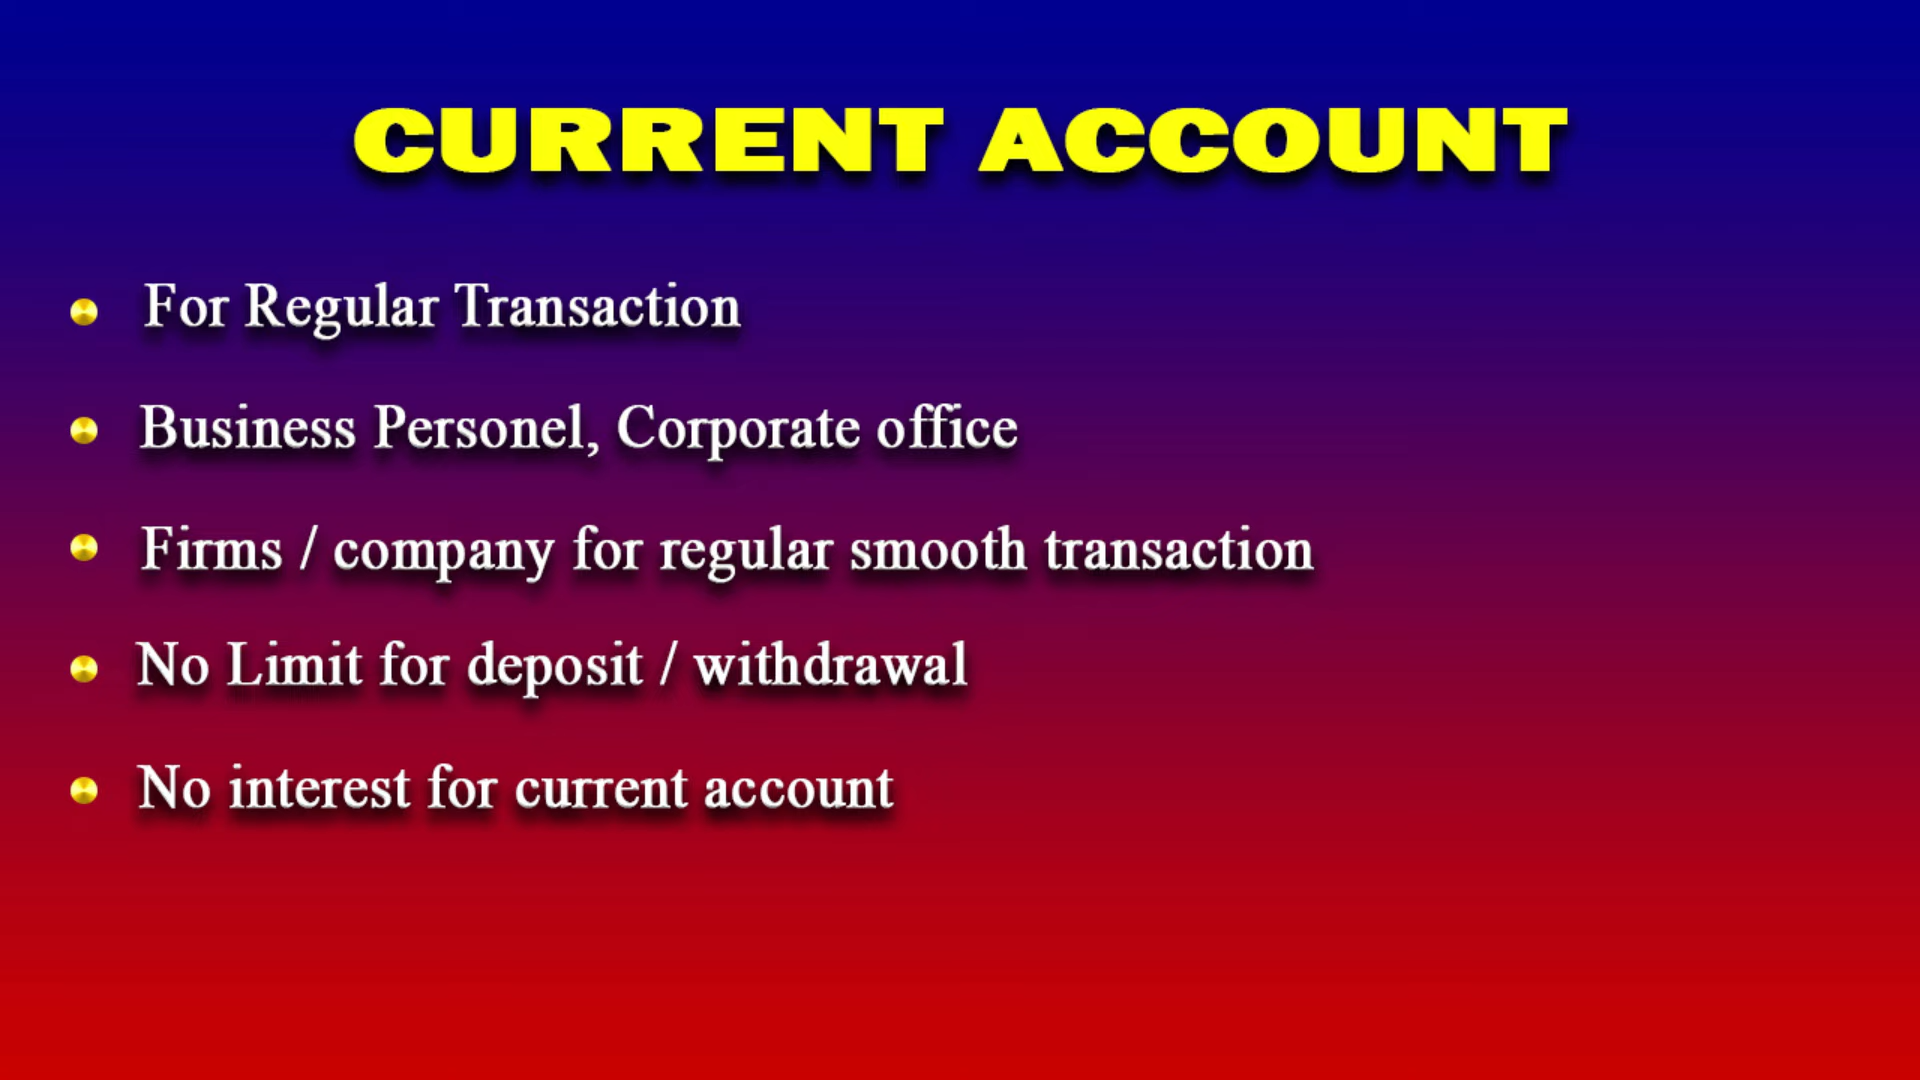 CURRENT ACCOUNT
For Regular Transaction
Business Personel, Corporate office
Firms / company for regular smooth transaction
No Limit for deposit / withdrawal
No interest for current account